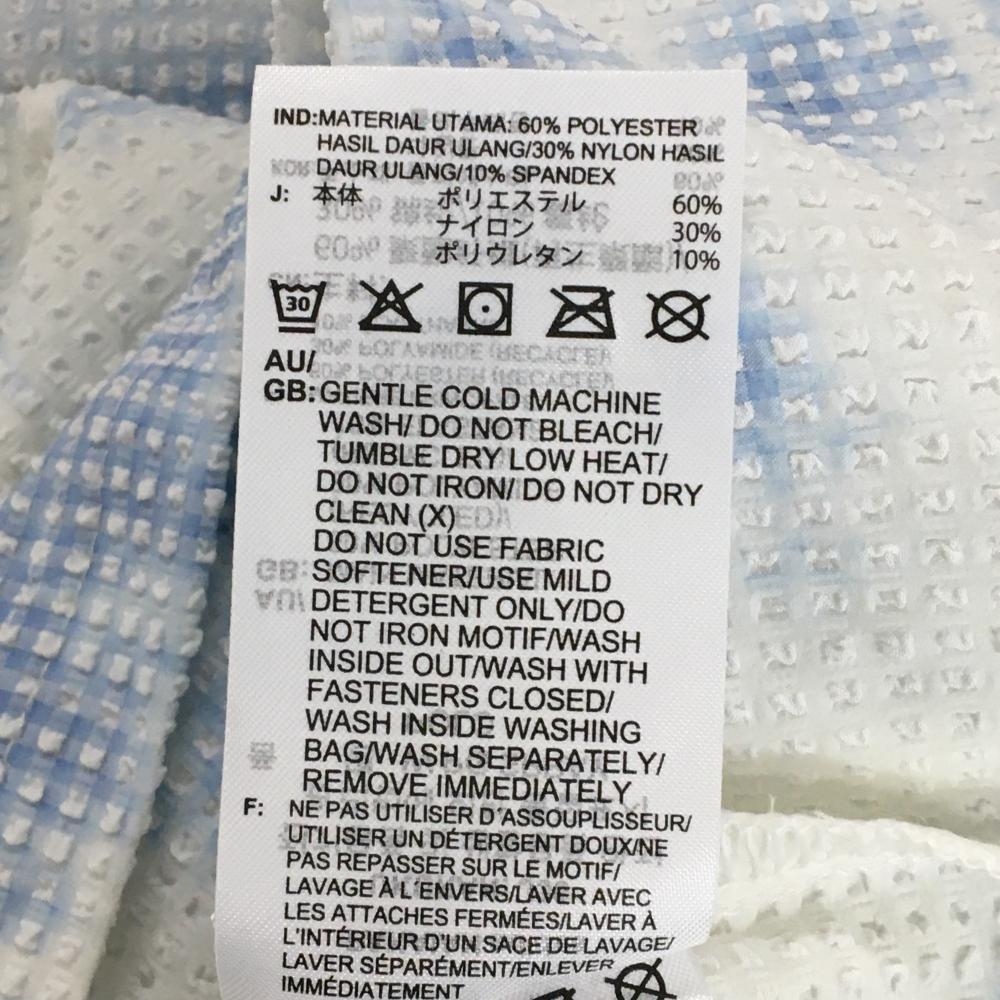 IND:MATERIAL UTAMA: 60% POLYESTER
HASIL DAUR ULANG/30% NYLON HASIL
DAUR ULANG/10% SPANDEX
J: 本体 ポリエステル 60%
ナイロン 30%
ポリウレタン 10%
30
AU/
GB:GENTLE COLD MACHINE
WASH/ DO NOT BLEACH/
TUMBLE DRY LOW HEAT/
DO NOT IRON/ DO NOT DRY
CLEAN (X)
DO NOT USE FABRIC
SOFTENER/USE MILD
DETERGENT ONLY/DO
NOT IRON MOTIF/WASH
INSIDE OUT/WASH WITH
FASTENERS CLOSED/
WASH INSIDE WASHING
BAG/WASH SEPARATELY/
REMOVE IMMEDIATELY
F: NE PAS UTILISER D'ASSOUPLISSEUR/
UTILISER UN DÉTERGENT DOUX/NE
PAS REPASSER SUR LE MOTIF/
LAVAGE À L'ENVERS/LAVER AVEC
LES ATTACHES FERMÉES/LAVER À
L'INTÉRIEUR D'UN SACE DE LAVAGE/
LAVER SÉPARÉMENT/ENLEVER
IMMÉDIATEMENT